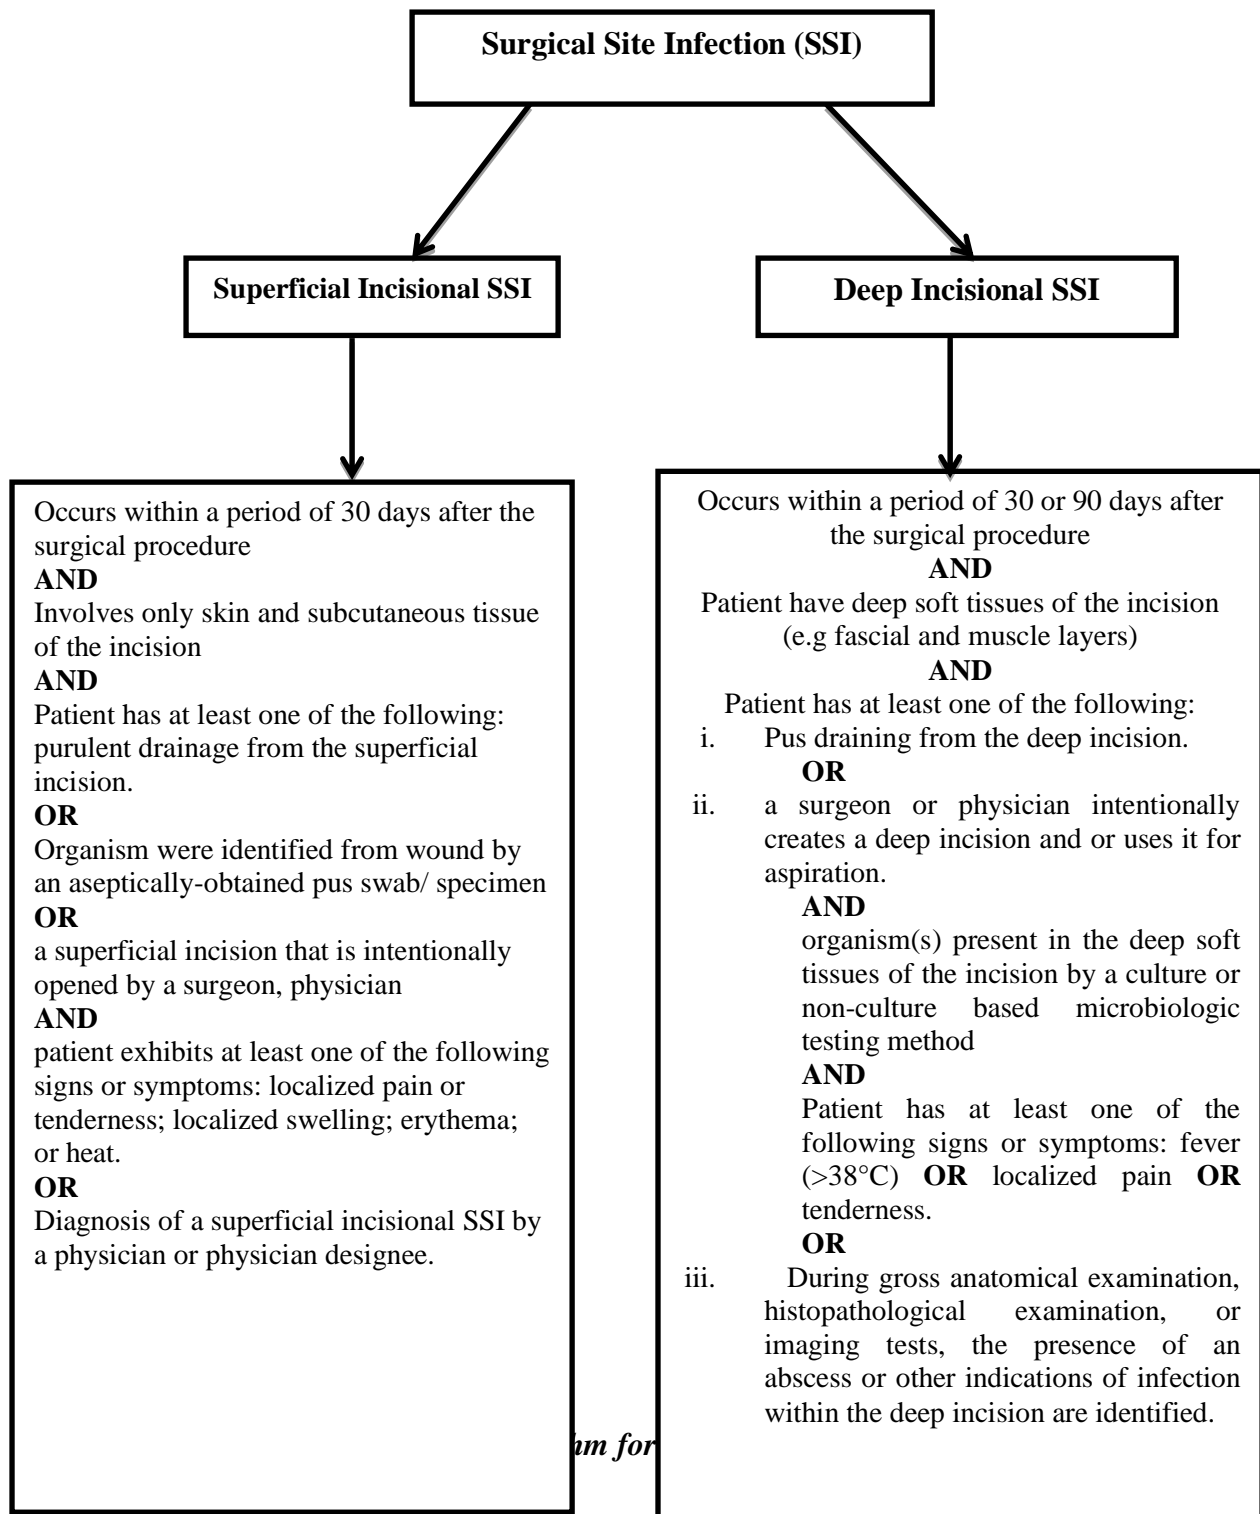 Surgical Site Infection (SSI)
Superficial Incisional SSI
Deep Incisional SSI
Occurs within a period of 30 days after the
surgical procedure
AND
Involves only skin and subcutaneous tissue
of the incision
AND
Patient has at least one of the following:
purulent drainage from the superficial
incision.
OR
Organism were identified from wound by
an aseptically-obtained pus swab/ specimen
OR
a superficial incision that is intentionally
opened by a surgeon, physician
AND
patient exhibits at least one of the following
signs or symptoms: localized pain or
tenderness; localized swelling; erythema;
or heat.
OR
Diagnosis of a superficial incisional SSI by
a physician or physician designee.
Occurs within a period of 30 or 90 days after
the surgical procedure
AND
Patient have deep soft tissues of the incision
(e.g fascial and muscle layers)
AND
Patient has at least one of the following:
i. Pus draining from the deep incision.
OR
ii. a surgeon or physician intentionally
creates a deep incision and or uses it for
aspiration.
AND
organism(s) present in the deep soft
tissues of the incision by a culture or
non-culture based microbiologic
testing method
AND
Patient has at least one of the
following signs or symptoms: fever
(>38°C) OR localized pain OR
tenderness.
OR
iii. During gross anatomical examination,
histopathological examination, or
imaging tests, the presence of an
abscess or other indications of infection
within the deep incision are identified.
for